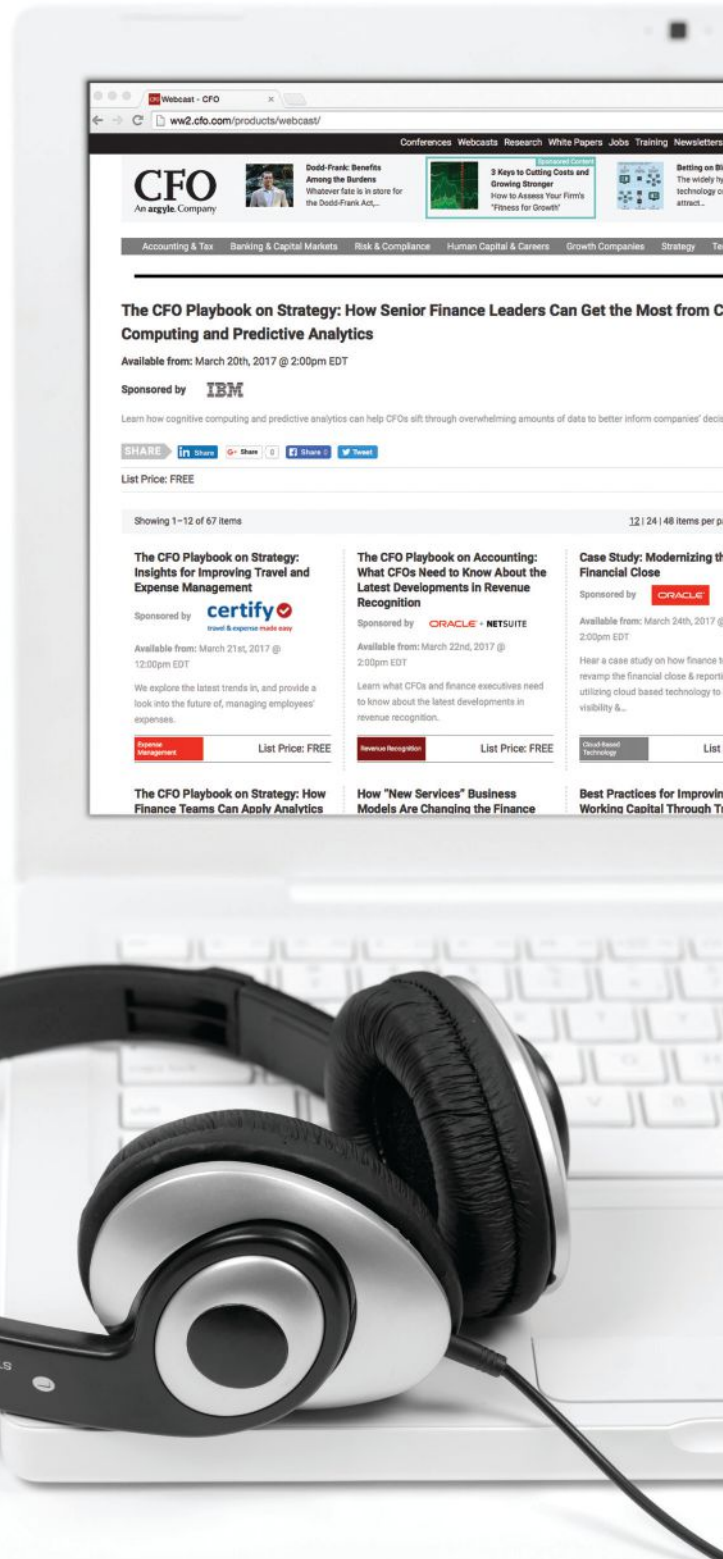 Webcast - CFO
ww2.cfo.com/products/webcast/
Conferences Webcasts Research White Papers Jobs Training Newsletters
CFO
An argyle. Company
Dodd-Frank: Benefits
Among the Burdens
Whatever fate is in store for
the Dodd-Frank Act,...
Sponsored Content
3 Keys to Cutting Costs and
Growing Stronger
How to Assess Your Firm's
"Fitness for Growth"
Betting on Bl
The widely hy
technology co
attract...
Accounting & Tax Banking & Capital Markets Risk & Compliance Human Capital & Careers Growth Companies Strategy Te
The CFO Playbook on Strategy: How Senior Finance Leaders Can Get the Most from C
Computing and Predictive Analytics
Available from: March 20th, 2017 @ 2:00pm EDT
Sponsored by IBM
Learn how cognitive computing and predictive analytics can help CFOs sift through overwhelming amounts of data to better inform companies' decis
SHARE in Share G+ Share 0 f Share 0 Tweet
List Price: FREE
Showing 1–12 of 67 items
12 | 24 | 48 items per p
The CFO Playbook on Strategy:
Insights for Improving Travel and
Expense Management
Sponsored by certify
travel & expense made easy
Available from: March 21st, 2017 @
12:00pm EDT
We explore the latest trends in, and provide a
look into the future of, managing employees'
expenses.
Expense
Management
List Price: FREE
The CFO Playbook on Accounting:
What CFOs Need to Know About the
Latest Developments in Revenue
Recognition
Sponsored by ORACLE + NETSUITE
Available from: March 22nd, 2017 @
2:00pm EDT
Learn what CFOs and finance executives need
to know about the latest developments in
revenue recognition.
Revenue Recognition
List Price: FREE
Case Study: Modernizing th
Financial Close
Sponsored by ORACLE
Available from: March 24th, 2017 @
2:00pm EDT
Hear a case study on how finance t
revamp the financial close & reporti
utilizing cloud based technology to
visibility &...
Cloud-Based
Technology
List
The CFO Playbook on Strategy: How
Finance Teams Can Apply Analytics
How "New Services" Business
Models Are Changing the Finance
Best Practices for Improvin
Working Capital Through Tr